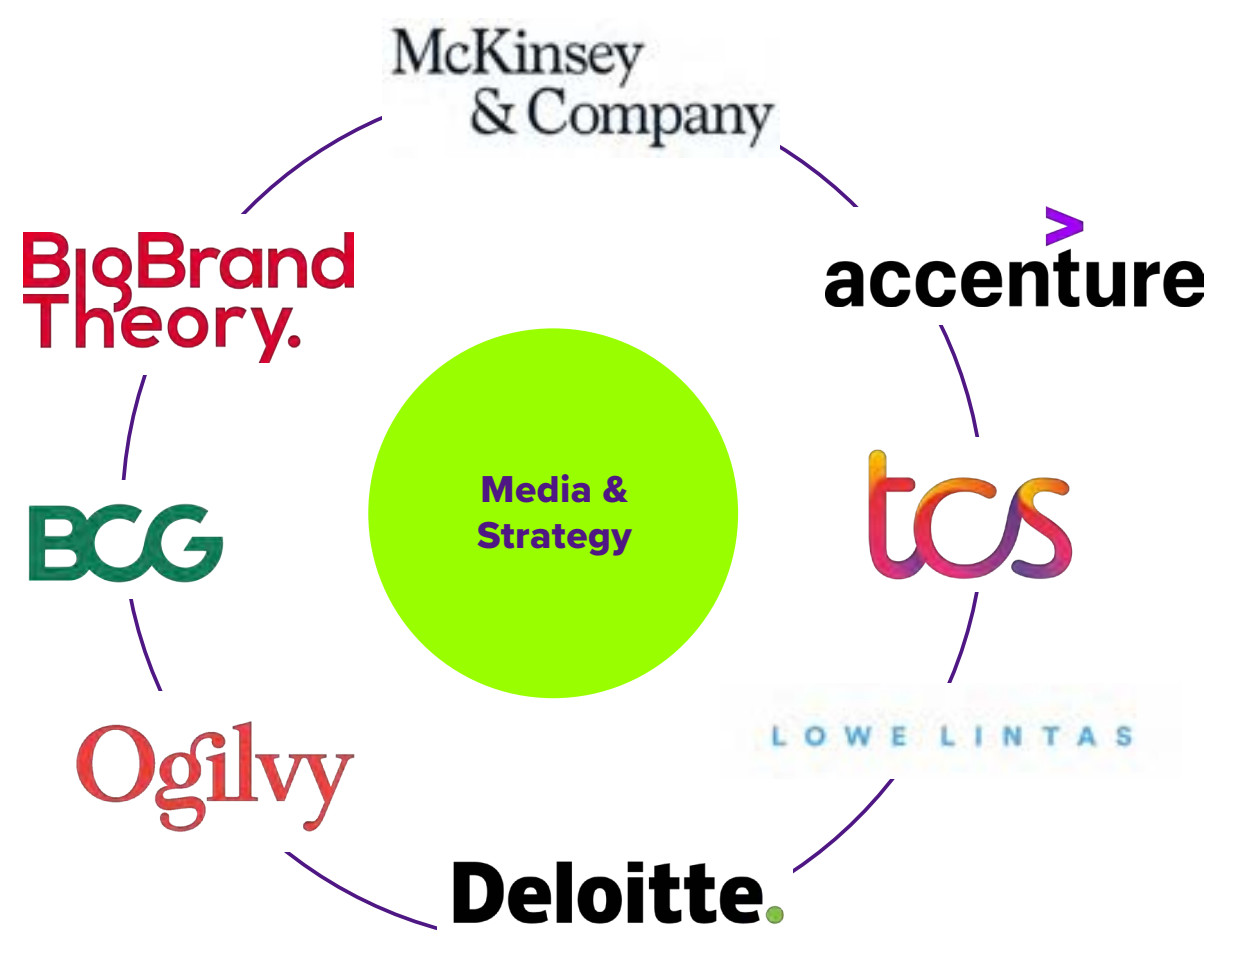 McKinsey
& Company
BigBrand
Theory.
>
accenture
Media &
Strategy
BCG
tcs
Ogilvy
LOWE LINTAS
Deloitte.